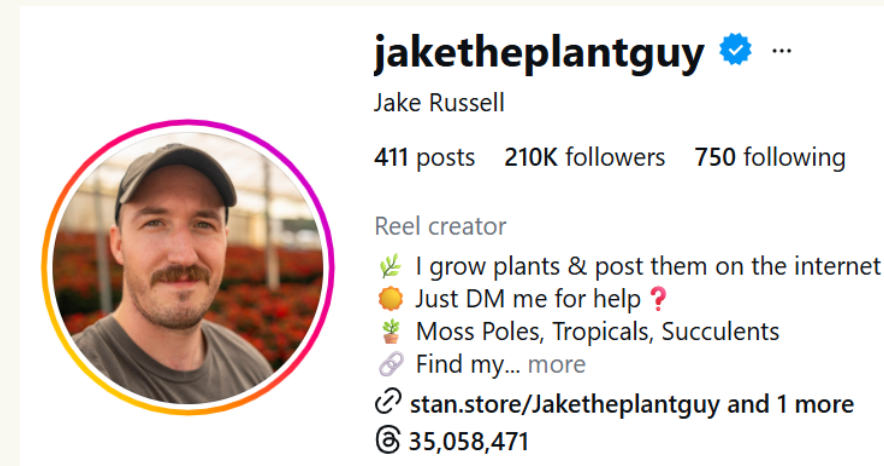 jaketheplantguy ...
Jake Russell
411 posts 210K followers 750 following
Reel creator
🌿 I grow plants & post them on the internet
🌼 Just DM me for help❓
🪴 Moss Poles, Tropicals, Succulents
🔗 Find my... more
stan.store/Jaketheplantguy and 1 more
35,058,471